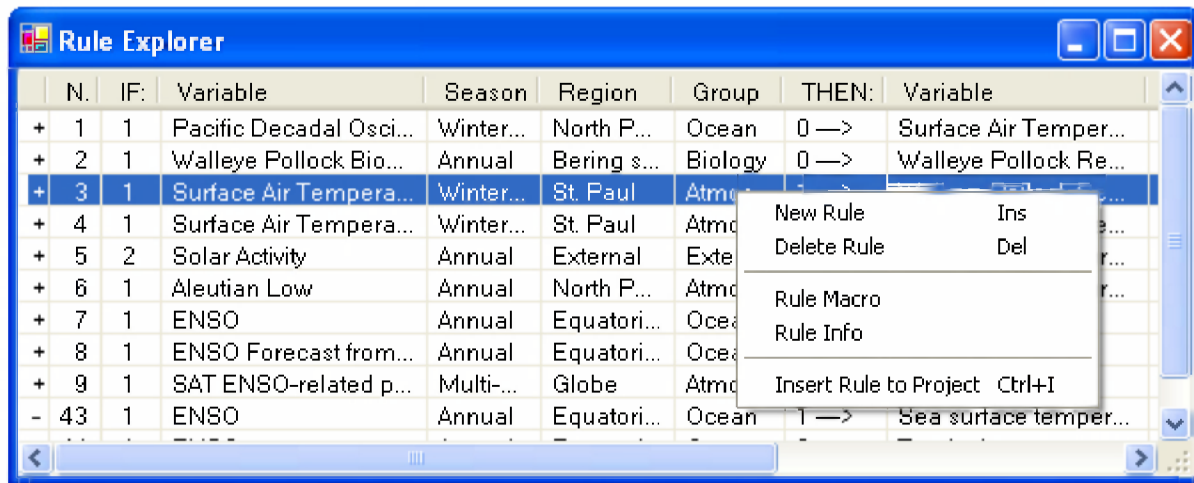 Rule Explorer
N. IF: Variable Season Region Group THEN: Variable
+ 1 1 Pacific Decadal Osci... Winter... North P... Ocean 0 —> Surface Air Temper...
+ 2 1 Walleye Pollock Bio... Annual Bering s... Biology 0 —> Walleye Pollock Re...
+ 3 1 Surface Air Tempera... Winter... St. Paul
+ 4 1 Surface Air Tempera... Winter... St. Paul
+ 5 2 Solar Activity Annual External
+ 6 1 Aleutian Low Annual North P...
+ 7 1 ENSO Annual Equatori...
+ 8 1 ENSO Forecast from... Annual Equatori...
+ 9 1 SAT ENSO-related p... Multi-... Globe
- 43 1 ENSO Annual Equatori... Ocean 1 —> Sea surface temper...
New Rule Ins
Delete Rule Del
Rule Macro
Rule Info
Insert Rule to Project Ctrl+I